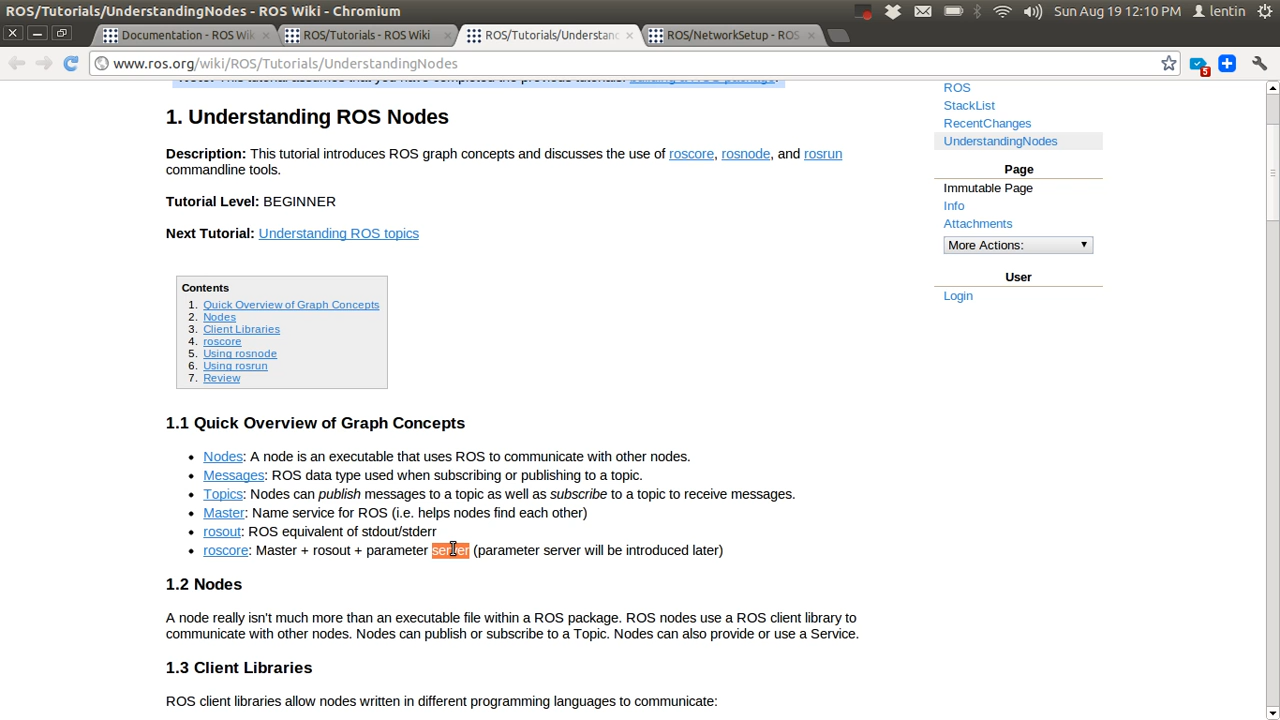 ROS/Tutorials/UnderstandingNodes - ROS Wiki - Chromium
Sun Aug 19 12:10 PM
lentin
Documentation - ROS Wik
ROS/Tutorials - ROS Wiki
ROS/Tutorials/Understand
ROS/NetworkSetup - ROS
www.ros.org/wiki/ROS/Tutorials/UnderstandingNodes
5
1. Understanding ROS Nodes
Description: This tutorial introduces ROS graph concepts and discusses the use of roscore, rosnode, and rosrun
commandline tools.
Tutorial Level: BEGINNER
Next Tutorial: Understanding ROS topics
Contents
1. Quick Overview of Graph Concepts
2. Nodes
3. Client Libraries
4. roscore
5. Using rosnode
6. Using rosrun
7. Review
1.1 Quick Overview of Graph Concepts
• Nodes: A node is an executable that uses ROS to communicate with other nodes.
• Messages: ROS data type used when subscribing or publishing to a topic.
• Topics: Nodes can publish messages to a topic as well as subscribe to a topic to receive messages.
• Master: Name service for ROS (i.e. helps nodes find each other)
• rosout: ROS equivalent of stdout/stderr
• roscore: Master + rosout + parameter server (parameter server will be introduced later)
1.2 Nodes
A node really isn't much more than an executable file within a ROS package. ROS nodes use a ROS client library to
communicate with other nodes. Nodes can publish or subscribe to a Topic. Nodes can also provide or use a Service.
1.3 Client Libraries
ROS client libraries allow nodes written in different programming languages to communicate:
ROS
StackList
RecentChanges
UnderstandingNodes
Page
Immutable Page
Info
Attachments
More Actions:
User
Login